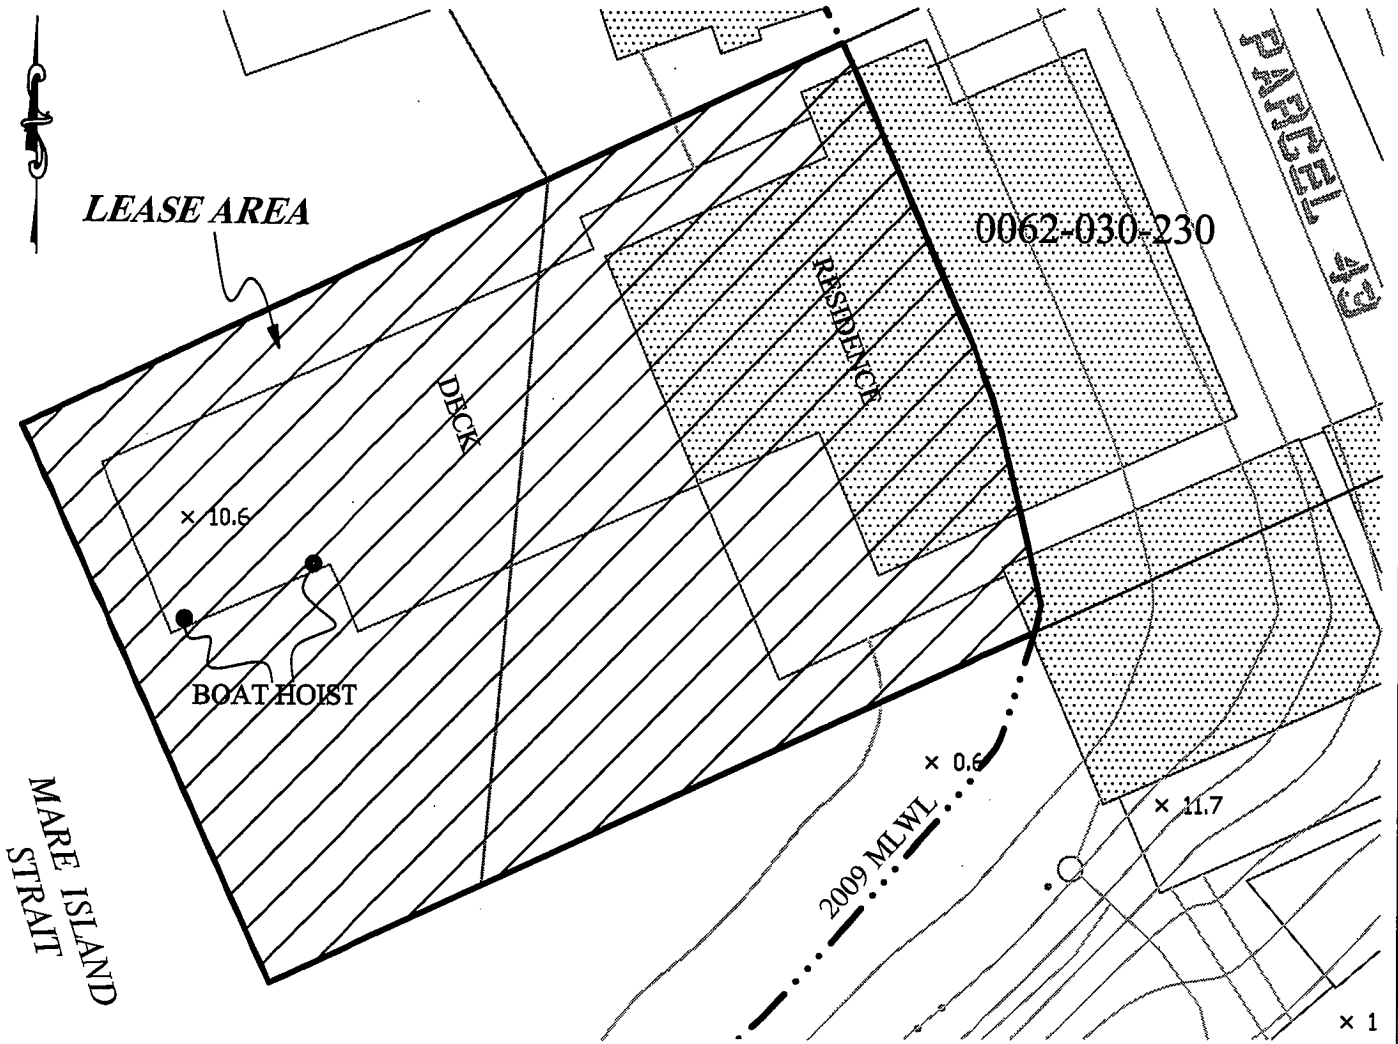 PARCEL 49
LEASE AREA
0062-030-230
RESIDENCE
DECK
× 10.6
BOAT HOIST
MARE ISLAND
STRAIT
× 0.6
2009 MLWL
× 11.7
× 1